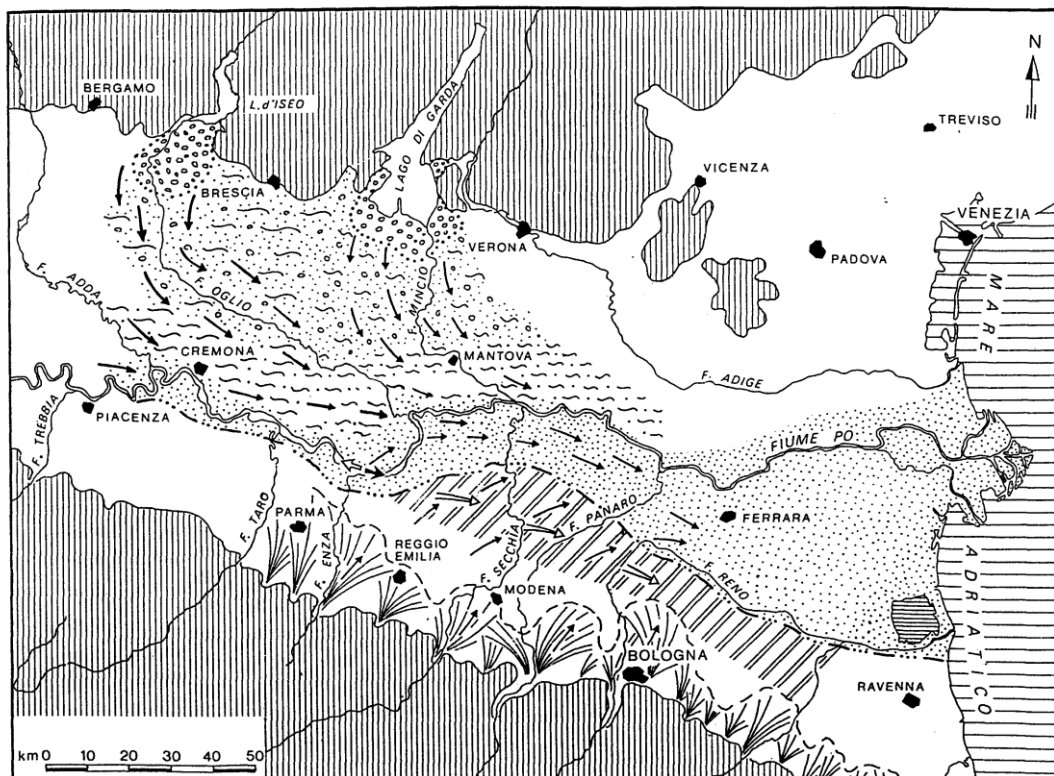 N
BERGAMO
L. d'ISEO
LAGO DI GARDA
TREVISO
BRESCIA
VICENZA
VENEZIA
VERONA
PADOVA
MARE
F. ADDA
F. OGLIO
F. MINCIO
CREMONA
MANTOVA
F. ADIGE
F. TREBBIA
PIACENZA
FIUME PO
F. TARO
PARMA
F. ENZA
REGGIO
EMILIA
F. SECCHIA
F. PANARO
FERRARA
F. RENO
MODENA
ADRIATICO
BOLOGNA
RAVENNA
km 0 10 20 30 40 50